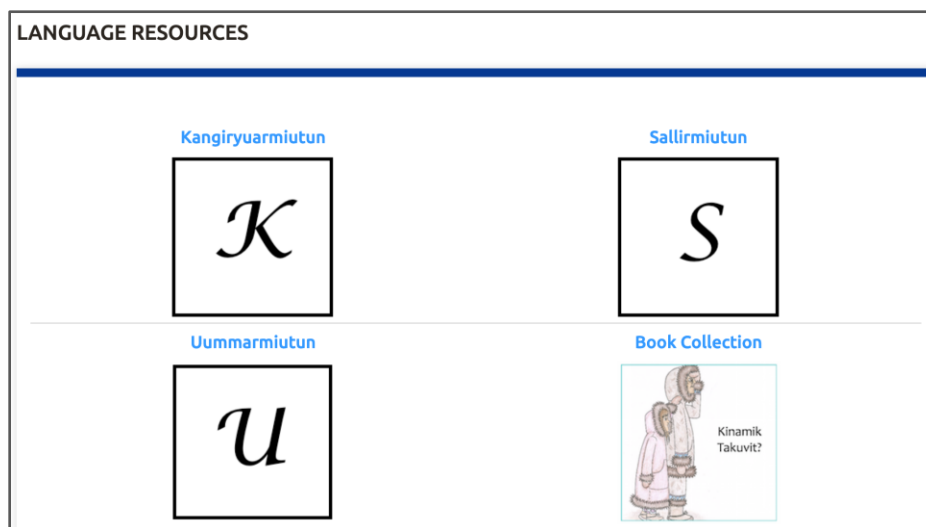 LANGUAGE RESOURCES
Kangiryuarmiutun
K
Sallirmiutun
S
Uummarmiutun
U
Book Collection
Kinamik
Takuvit?